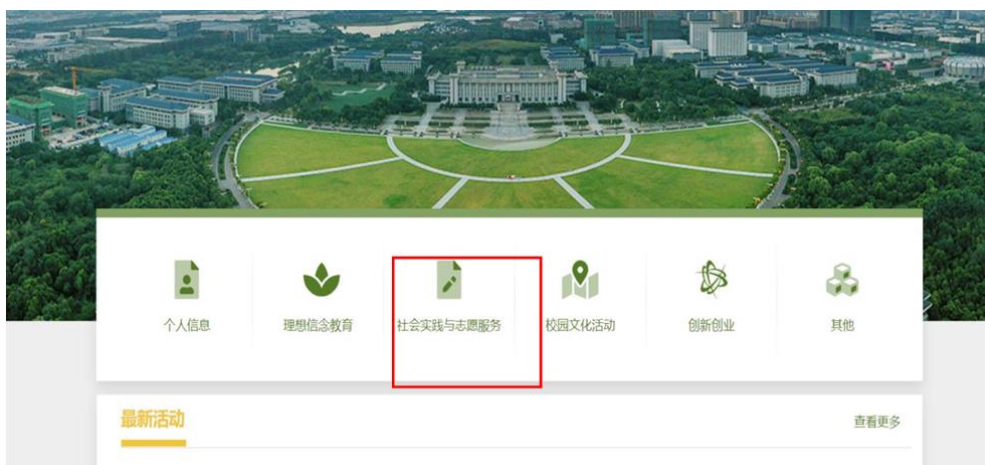 个人信息
理想信念教育
社会实践与志愿服务
校园文化活动
创新创业
其他
最新活动
查看更多